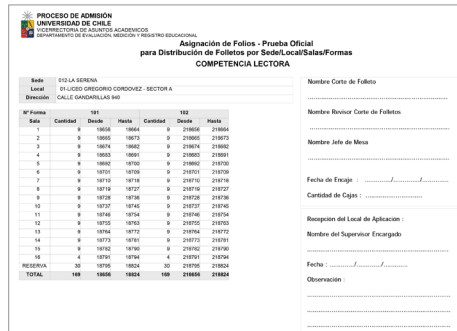 PROCESO DE ADMISIÓN
UNIVERSIDAD DE CHILE
VICERRECTORIA DE ASUNTOS ACADEMICOS
DEPARTAMENTO DE EVALUACIÓN, MEDICIÓN Y REGISTRO EDUCACIONAL
Asignación de Folios - Prueba Oficial
para Distribución de Folletos por Sede/Local/Salas/Formas
COMPETENCIA LECTORA
Sede 012-LA SERENA
Local 01-LICEO GREGORIO CORDOVEZ - SECTOR A
Dirección CALLE GANDARILLAS 940
N° Forma 101 102
Sala Cantidad Desde Hasta Cantidad Desde Hasta
1 9 18656 18664 9 218656 218664
2 9 18665 18673 9 218665 218673
3 9 18674 18682 9 218674 218682
4 9 18683 18691 9 218683 218691
5 9 18692 18700 9 218692 218700
6 9 18701 18709 9 218701 218709
7 9 18710 18718 9 218710 218718
8 9 18719 18727 9 218719 218727
9 9 18728 18736 9 218728 218736
10 9 18737 18745 9 218737 218745
11 9 18746 18754 9 218746 218754
12 9 18755 18763 9 218755 218763
13 9 18764 18772 9 218764 218772
14 9 18773 18781 9 218773 218781
15 9 18782 18790 9 218782 218790
16 4 18791 18794 4 218791 218794
RESERVA 30 18795 18824 30 218795 218824
TOTAL 169 18656 18824 169 218656 218824
Nombre Corte de Folleto
Nombre Revisor Corte de Folletos
Nombre Jefe de Mesa
Fecha de Encaje : ............/............/............
Cantidad de Cajas : ........................
Recepción del Local de Aplicación :
Nombre del Supervisor Encargado
Fecha : ............/............/............
Observación :